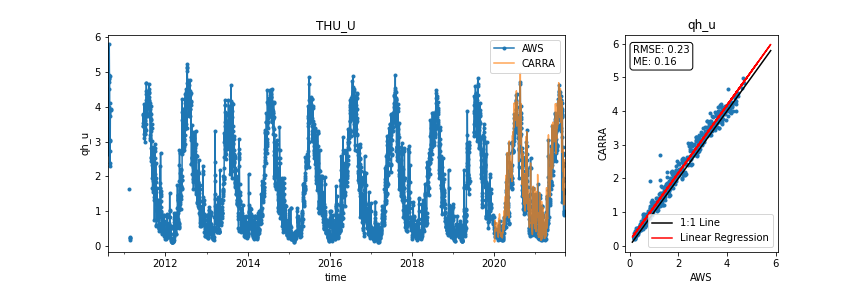 THU_U
qh_u
6
5
4
3
2
1
0
qh_u
AWS
CARRA
2012
2014
2016
2018
2020
time
qh_u
6
5
4
3
2
1
0
CARRA
RMSE: 0.23
ME: 0.16
1:1 Line
Linear Regression
0
2
4
6
AWS